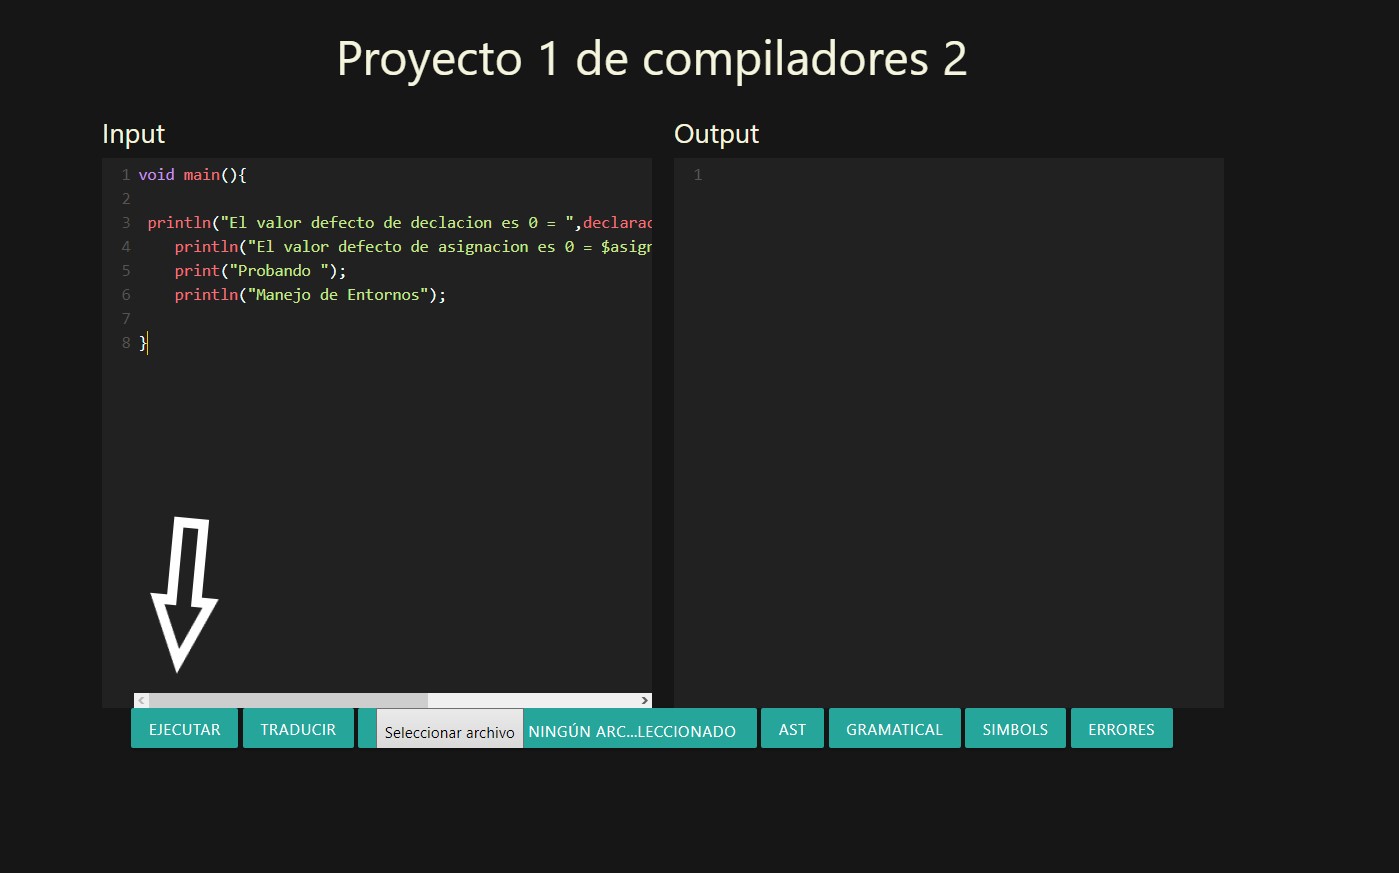 Proyecto 1 de compiladores 2
Input
Output
1 void main(){
2
3 println("El valor defecto de declacion es 0 = ",
4 println("El valor defecto de asignacion es 0 =
5 print("Probando ");
6 println("Manejo de Entornos");
7
8 }
1
EJECUTAR TRADUCIR Seleccionar archivo NINGÚN ARC...LECCIONADO AST GRAMATICAL SIMBOLS ERRORES